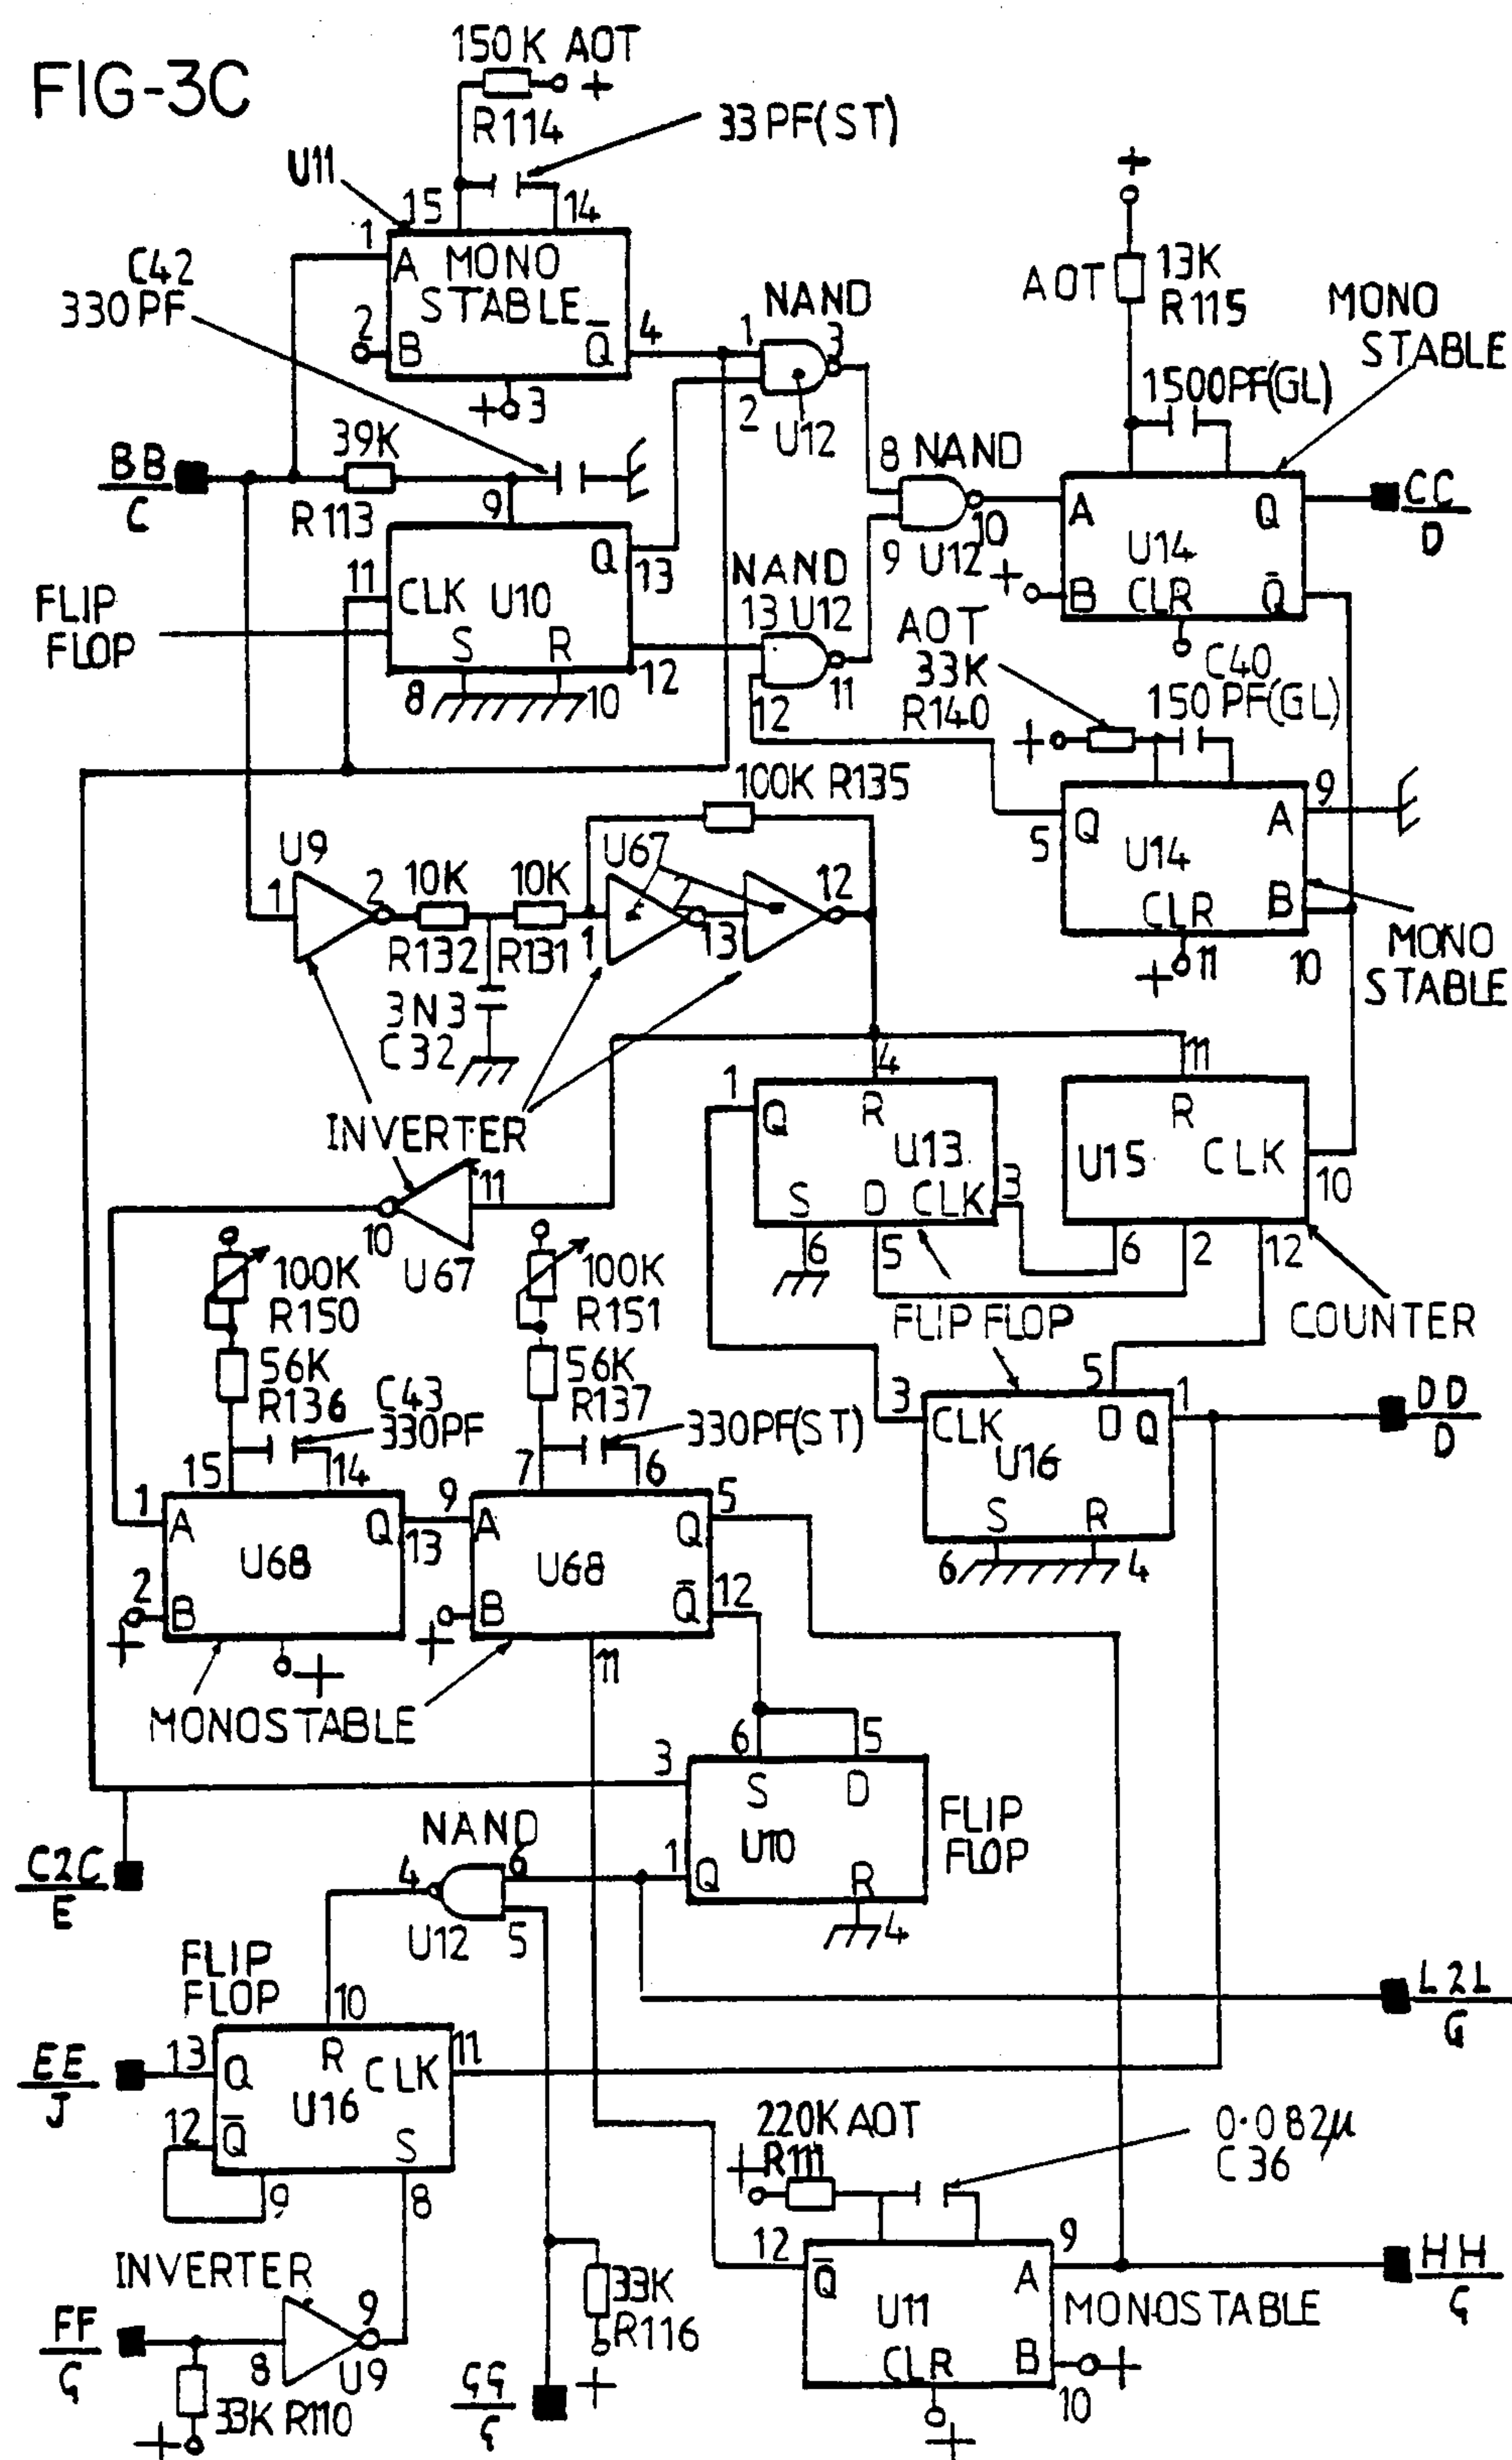 FIG-3C
150K AOT
+
R114
33PF(ST)
U11
15
14
1
A MONO
STABLE
2
B
Q̄
4
+ 3
C42
330PF
NAND
1
3
2
U12
+
AOT
13K
R115
MONO
STABLE
1500PF(GL)
BB
C
39K
R113
9
8 NAND
10
9 U12
A
Q
U14
+
B
CLR
Q̄
CC
D
11
CLK
U10
Q
13
FLIP
FLOP
S
R
12
8
10
NAND
13 U12
12
11
AOT
33K
R140
C40
150PF(GL)
+
5
Q
A
9
U14
CLR
B
+ 11
10
MONO
STABLE
100K R135
U9
1
2
10K
R132
10K
R131
3N3
C32
U67
1
2
13
12
INVERTER
10
11
U67
1
Q
4
R
U13
S
D
CLK
3
6
5
FLIP FLOP
11
R
U15
CLK
10
6
2
12
COUNTER
100K
R150
56K
R136
C43
330PF
100K
R151
56K
R137
330PF(ST)
5
3
CLK
D
Q
1
U16
S
R
6
4
DD
D
15
14
1
A
Q
13
U68
2
B
+
+
7
6
9
A
Q
5
U68
Q̄
12
B
+
11
MONOSTABLE
3
6
5
S
D
U10
1
Q
R
4
FLIP
FLOP
C2C
E
NAND
4
6
5
U12
L2L
G
FLIP
FLOP
10
EE
J
13
Q
R
CLK
11
U16
12
Q̄
S
9
8
INVERTER
FF
G
8
9
U9
33K R110
+
33K
R116
+
GG
G
220K AOT
+
R111
0.082µ
C36
12
Q̄
A
9
U11
CLR
B
+
10
+
MONOSTABLE
HH
G